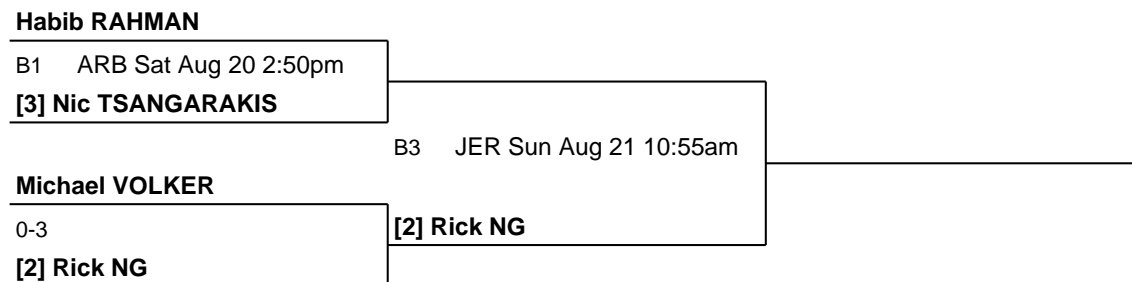 Habib RAHMAN
B1 ARB Sat Aug 20 2:50pm
[3] Nic TSANGARAKIS
B3 JER Sun Aug 21 10:55am
Michael VOLKER
0-3
[2] Rick NG
[2] Rick NG